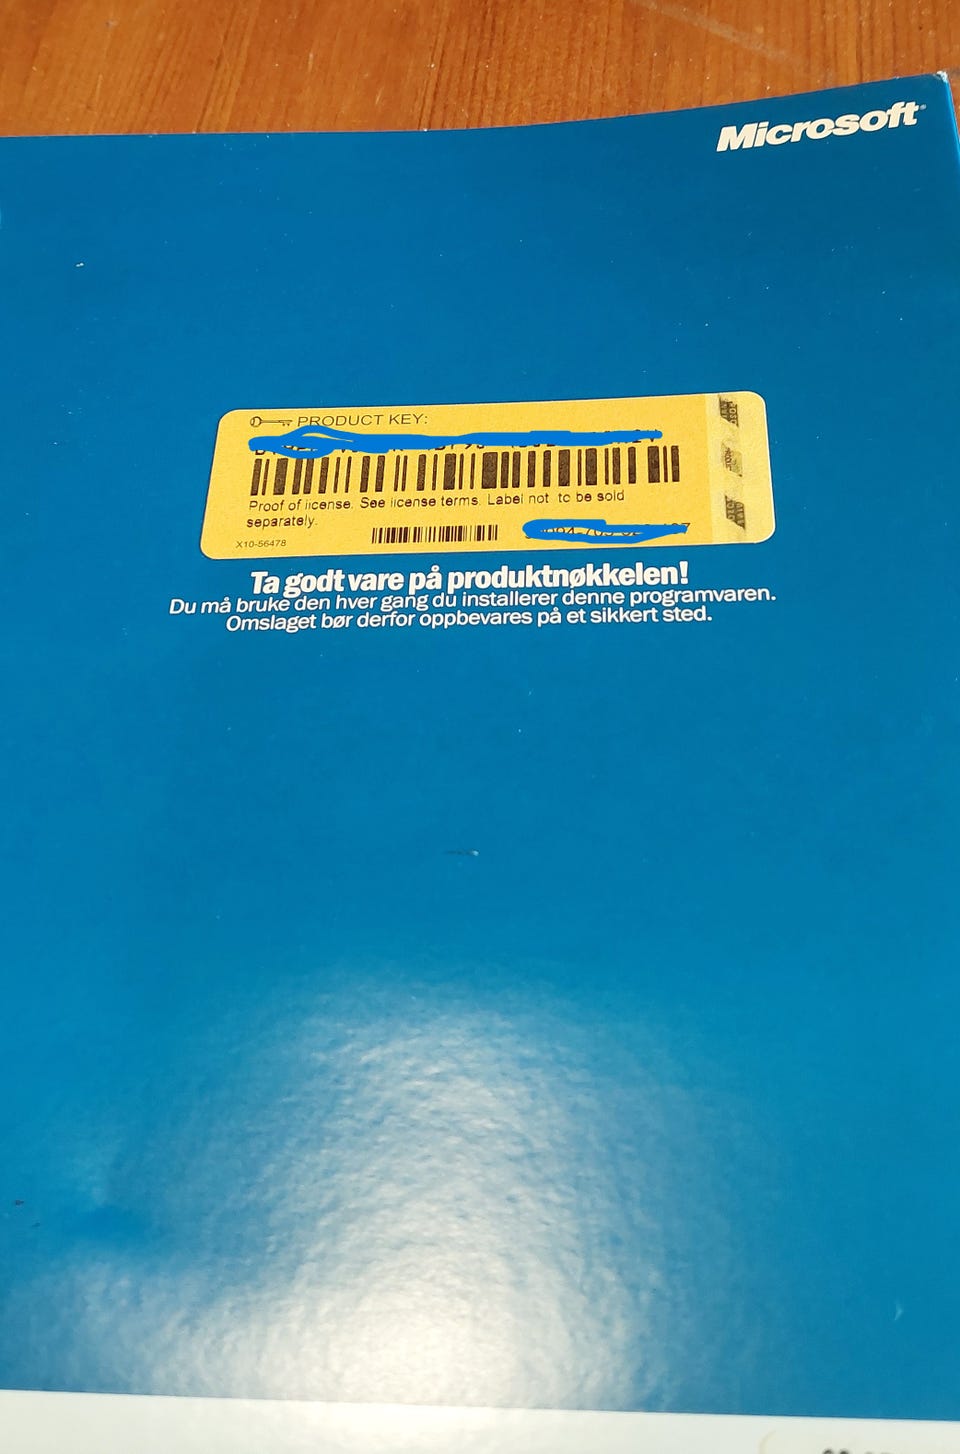 Microsoft®
PRODUCT KEY:
Proof of license. See license terms. Label not to be sold
separately.
X10-56478
Ta godt vare på produktnøkkelen!
Du må bruke den hver gang du installerer denne programvaren.
Omslaget bør derfor oppbevares på et sikkert sted.